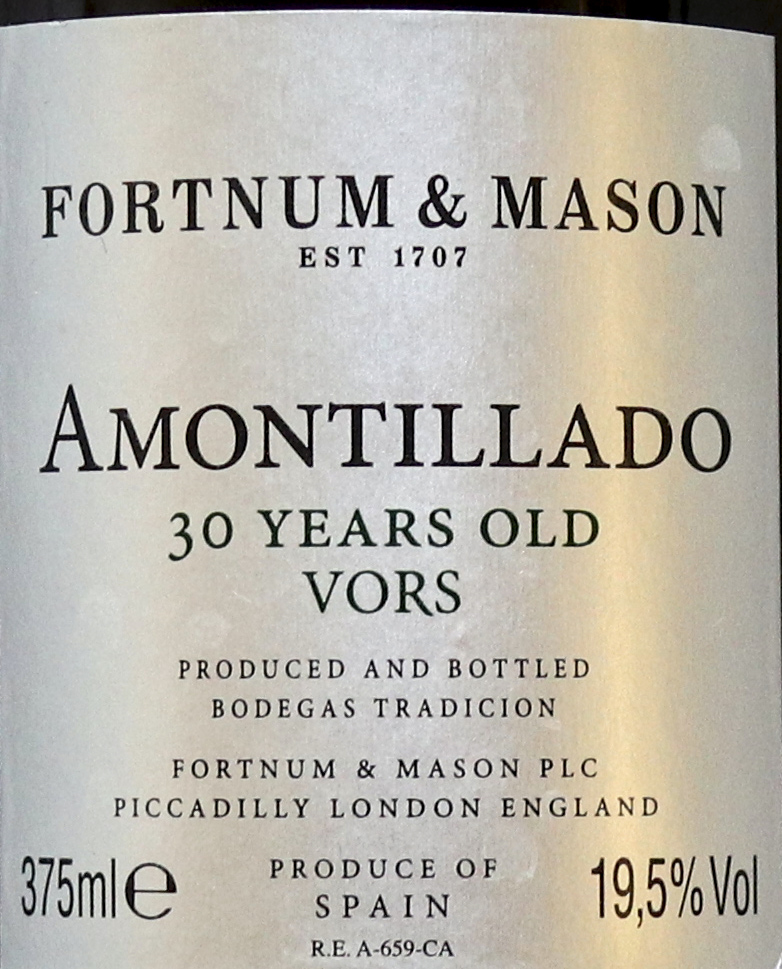 FORTNUM & MASON
EST 1707
AMONTILLADO
30 YEARS OLD
VORS
PRODUCED AND BOTTLED
BODEGAS TRADICION
FORTNUM & MASON PLC
PICCADILLY LONDON ENGLAND
375ml e PRODUCE OF 19,5% Vol
SPAIN
R.E. A-659-CA